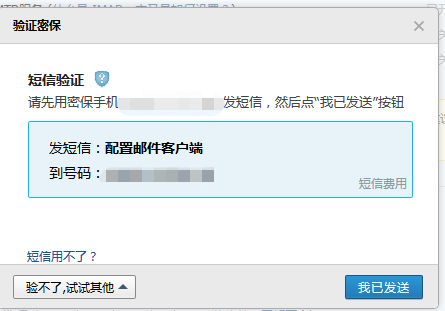 验证密保
短信验证
请先用密保手机 发短信，然后点“我已发送”按钮
发短信：配置邮件客户端
到号码：
短信费用
短信用不了？
验不了,试试其他
我已发送